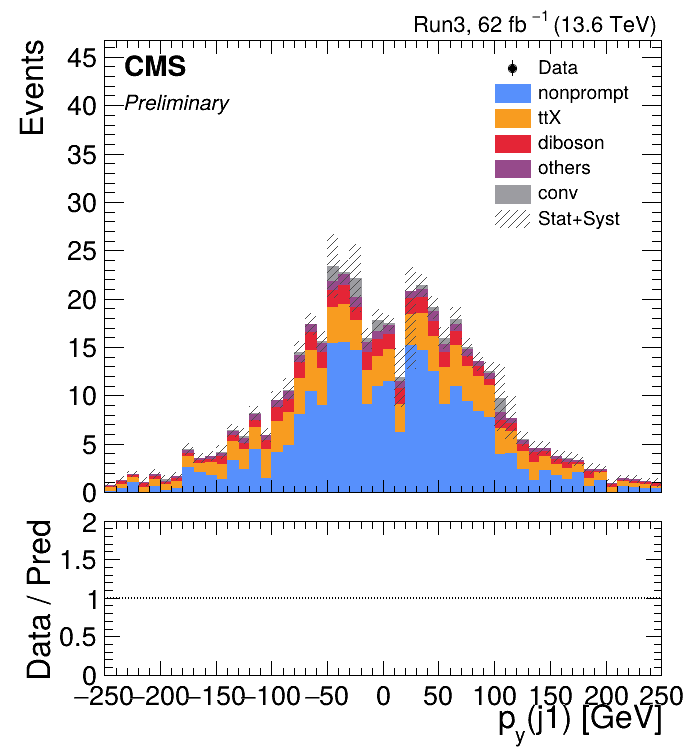 Run3, 62 fb⁻¹ (13.6 TeV)
CMS
Preliminary
Events
45
40
35
30
25
20
15
10
5
0
Data
nonprompt
ttX
diboson
others
conv
Stat+Syst
Data / Pred
2
1.5
1
0.5
0
−250 −200 −150 −100 −50 0 50 100 150 200 250
p_y(j1) [GeV]